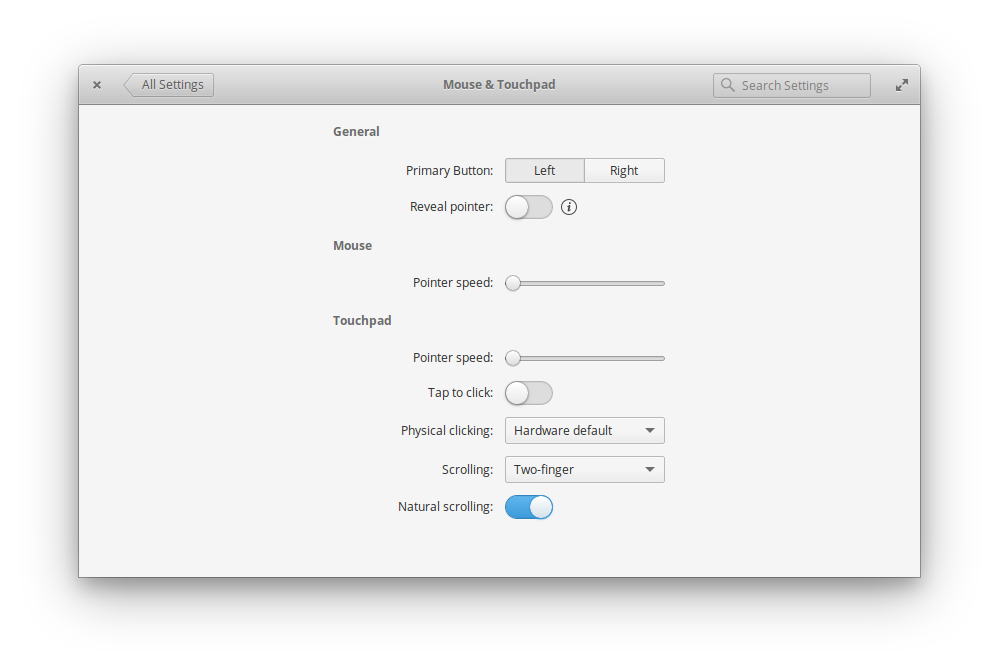 All Settings
Mouse & Touchpad
Search Settings
General
Primary Button: Left Right
Reveal pointer:
Mouse
Pointer speed:
Touchpad
Pointer speed:
Tap to click:
Physical clicking: Hardware default
Scrolling: Two-finger
Natural scrolling: